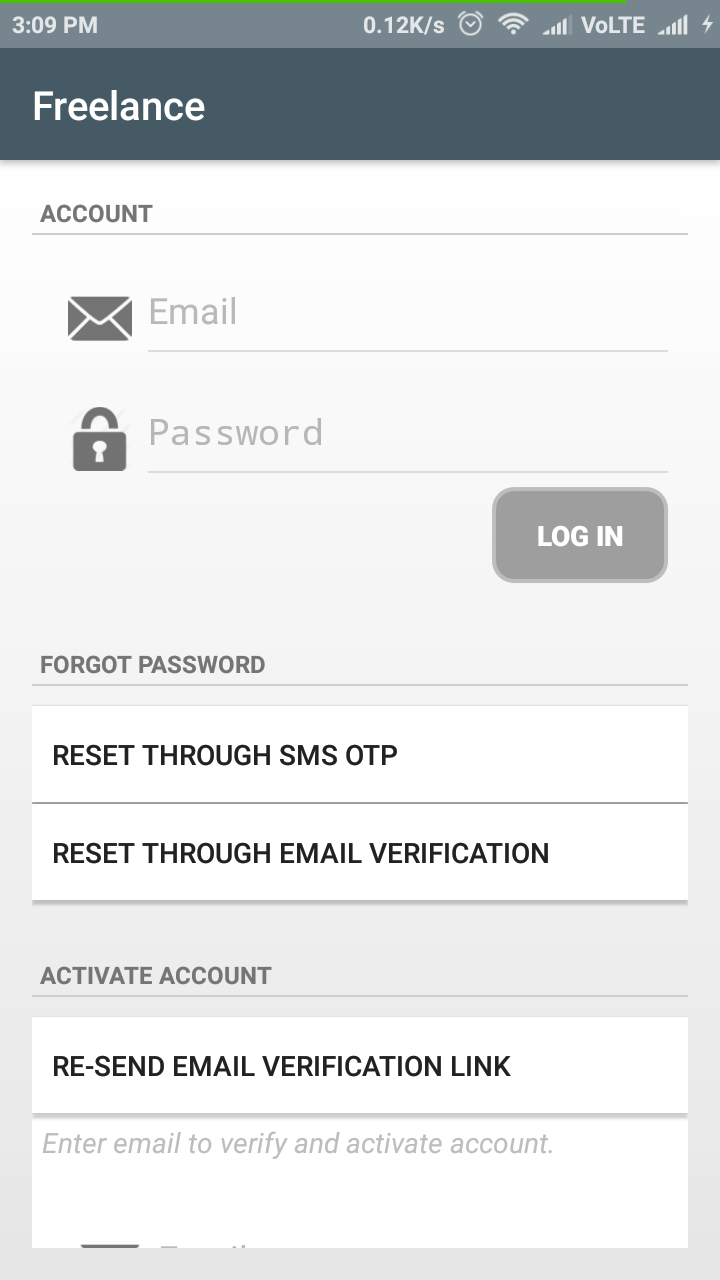 3:09 PM 0.12K/s VoLTE
Freelance
ACCOUNT
Email
Password
LOG IN
FORGOT PASSWORD
RESET THROUGH SMS OTP
RESET THROUGH EMAIL VERIFICATION
ACTIVATE ACCOUNT
RE-SEND EMAIL VERIFICATION LINK
Enter email to verify and activate account.